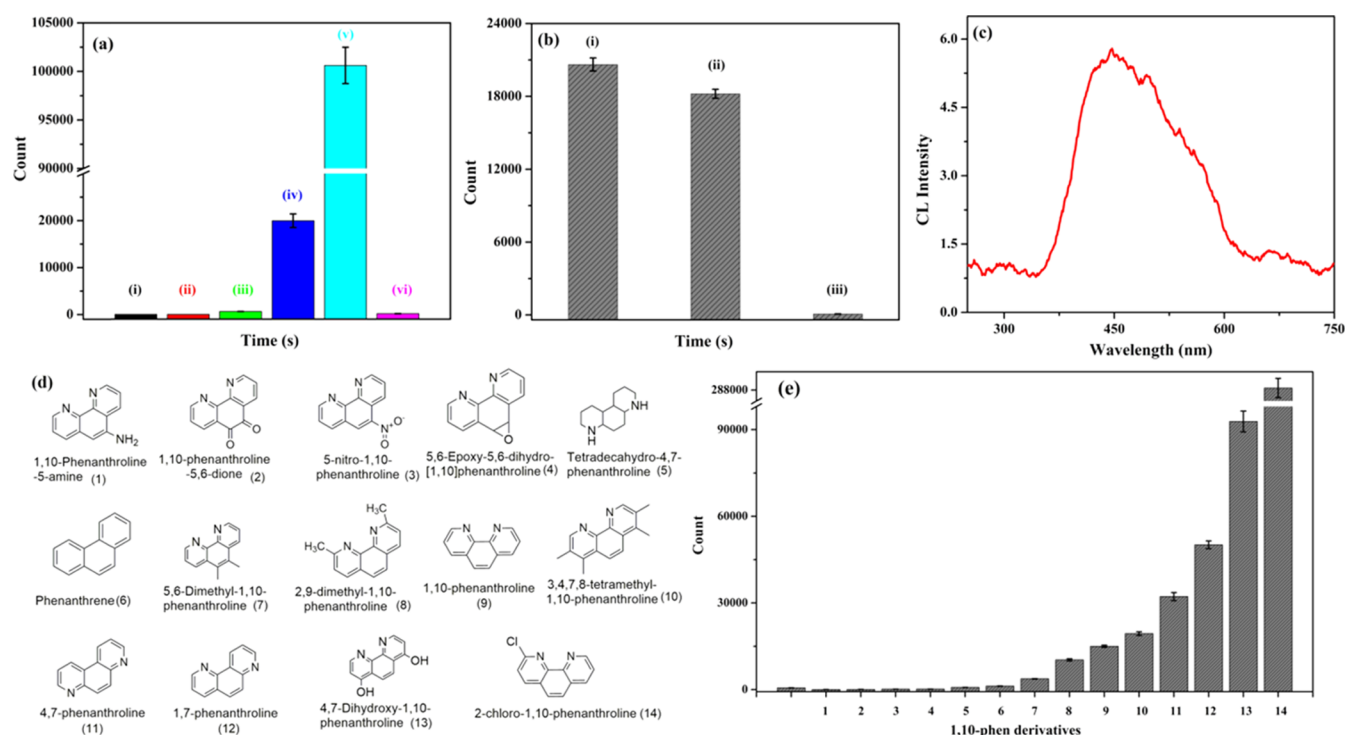 (a)
105000
100000
95000
90000
20000
10000
0
Count
(i)
(ii)
(iii)
(iv)
(v)
(vi)
Time (s)
(b)
24000
18000
12000
6000
0
Count
(i)
(ii)
(iii)
Time (s)
(c)
6.0
4.5
3.0
1.5
0.0
CL Intensity
300
450
600
750
Wavelength (nm)
(d)
N
N
NH2
1,10-Phenanthroline
-5-amine (1)
N
N
O
O
1,10-phenanthroline
-5,6-dione (2)
N
N
N
O-
O
5-nitro-1,10-
phenanthroline (3)
N
N
O
5,6-Epoxy-5,6-dihydro-
[1,10]phenanthroline (4)
NH
N
H
Tetradecahydro-4,7-
phenanthroline (5)
Phenanthrene (6)
N
N
5,6-Dimethyl-1,10-
phenanthroline (7)
H3C
N
CH3
N
2,9-dimethyl-1,10-
phenanthroline (8)
N
N
1,10-phenanthroline
(9)
N
N
3,4,7,8-tetramethyl-
1,10-phenanthroline (10)
N
N
4,7-phenanthroline
(11)
N
N
1,7-phenanthroline
(12)
N
N
OH
OH
4,7-Dihydroxy-1,10-
phenanthroline (13)
Cl
N
N
2-chloro-1,10-phenanthroline (14)
(e)
288000
90000
60000
30000
0
Count
1 2 3 4 5 6 7 8 9 10 11 12 13 14
1,10-phen derivatives